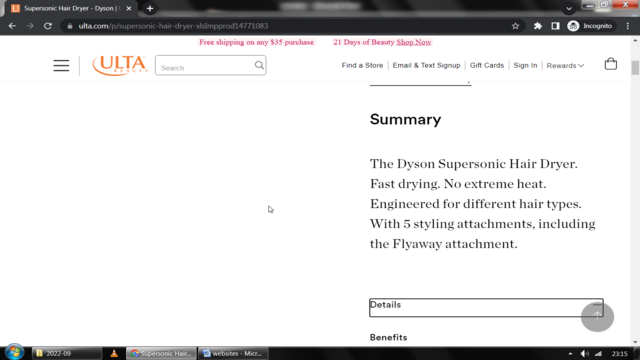 Supersonic Hair Dryer - Dyson | U
ulta.com/p/supersonic-hair-dryer-xlslmpprod14771083
Incognito
Free shipping on any $35 purchase 21 Days of Beauty Shop Now
ULTA
BEAUTY
Search
Find a Store
Email & Text Signup
Gift Cards
Sign In
Rewards
Summary
The Dyson Supersonic Hair Dryer.
Fast drying. No extreme heat.
Engineered for different hair types.
With 5 styling attachments, including
the Flyaway attachment.
Details
Benefits
2022-09
Supersonic Hair...
websites - Micr...
23:15